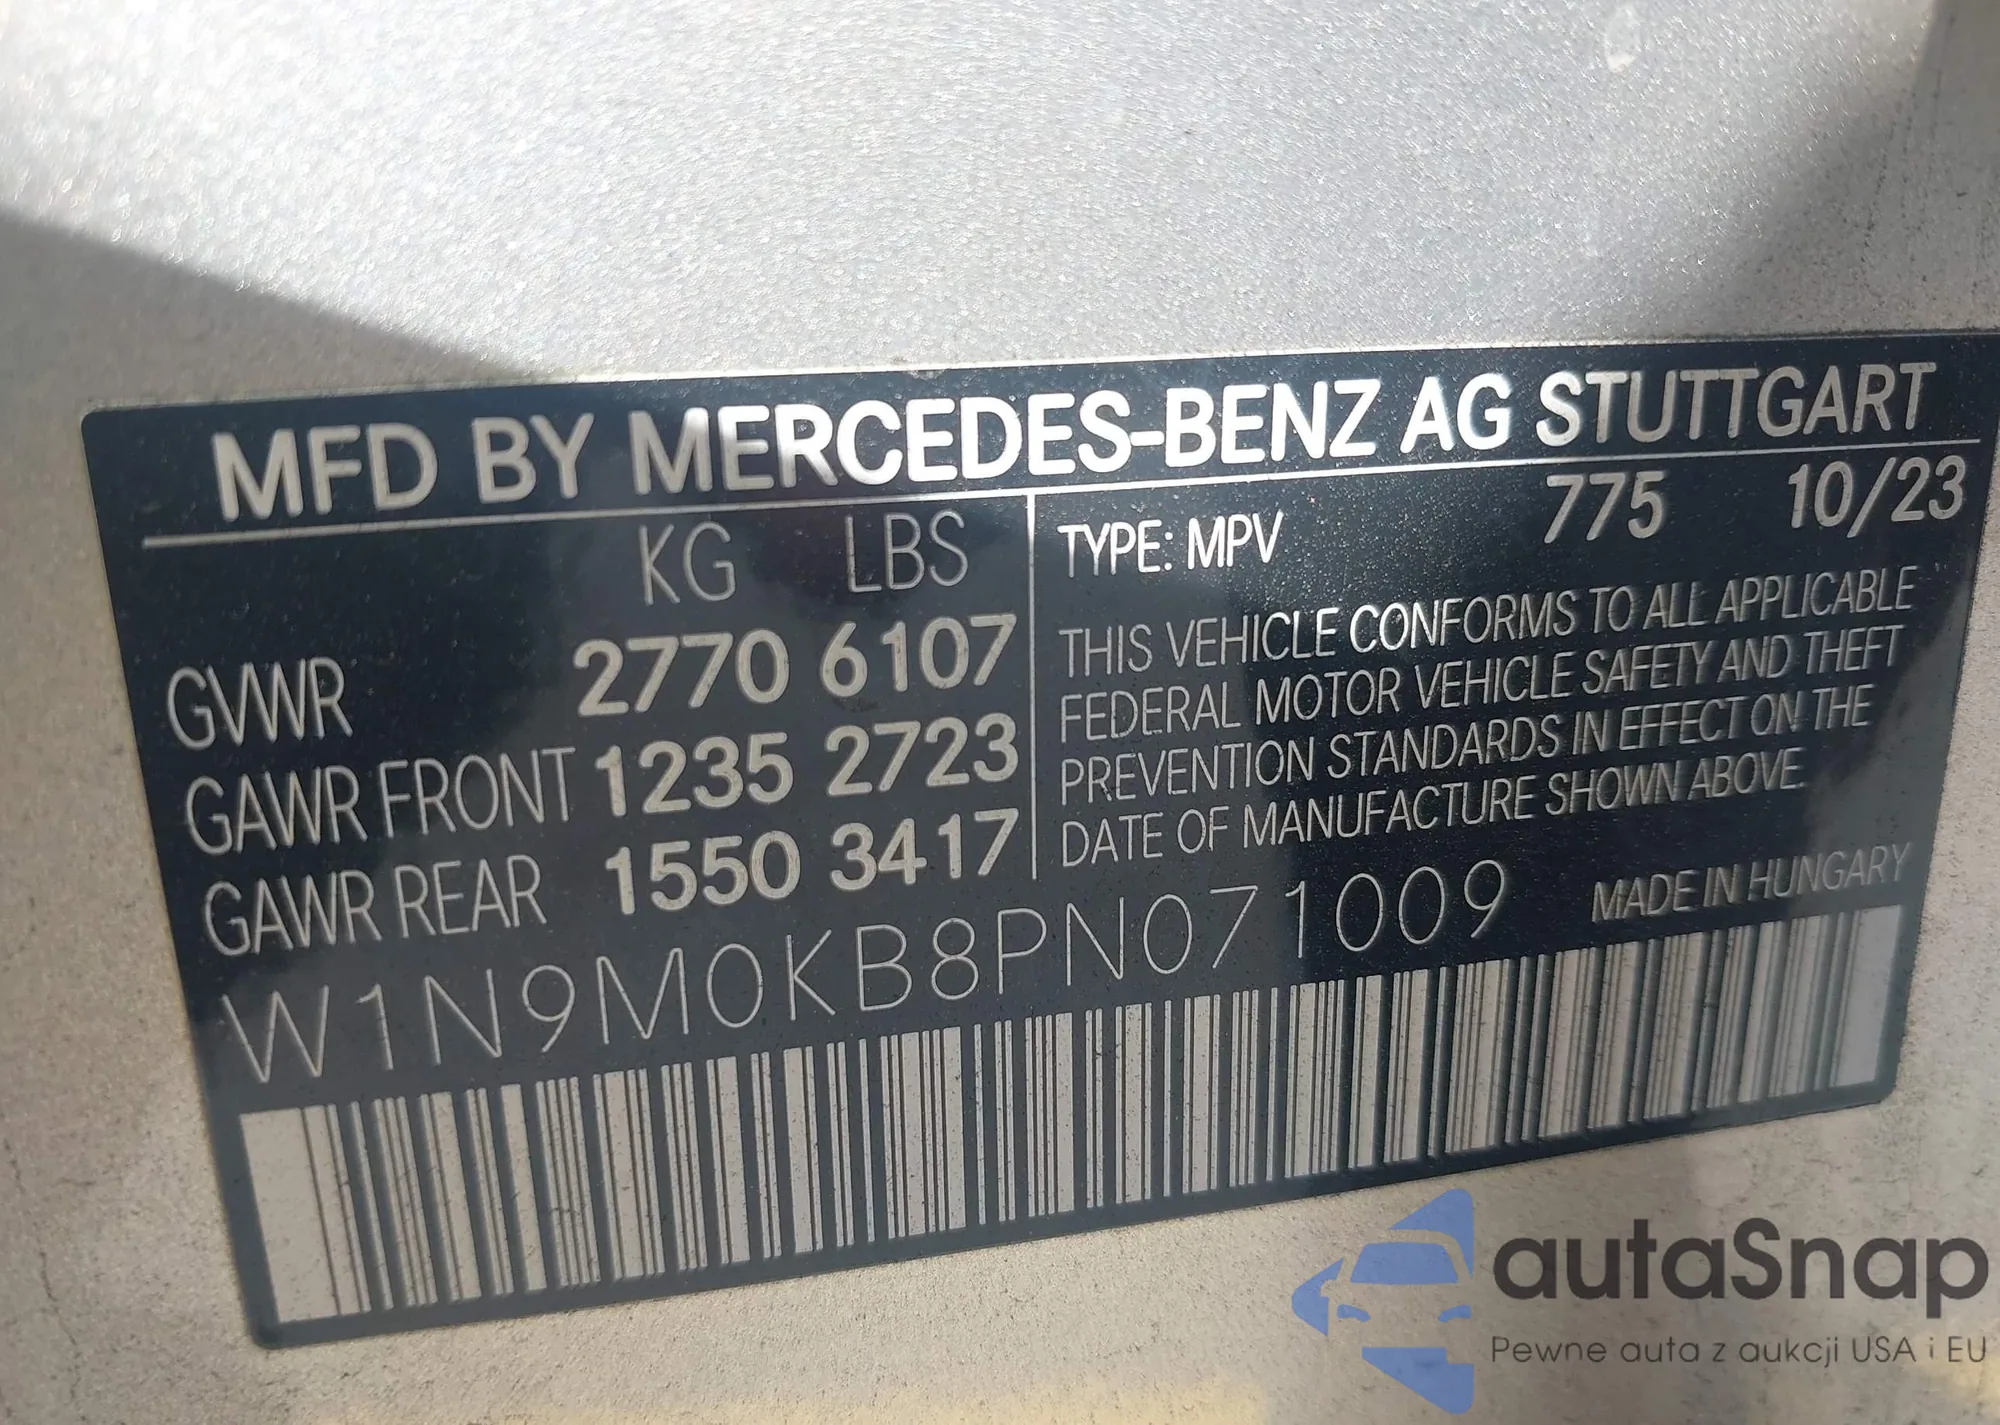 MFD BY MERCEDES-BENZ AG STUTTGART
KG LBS
GVWR 2770 6107
GAWR FRONT 1235 2723
GAWR REAR 1550 3417
TYPE: MPV 775 10/23
THIS VEHICLE CONFORMS TO ALL APPLICABLE
FEDERAL MOTOR VEHICLE SAFETY AND THEFT
PREVENTION STANDARDS IN EFFECT ON THE
DATE OF MANUFACTURE SHOWN ABOVE.
W1N9M0KB8PN071009 MADE IN HUNGARY
autaSnap
Pewne auta z aukcji USA i EU